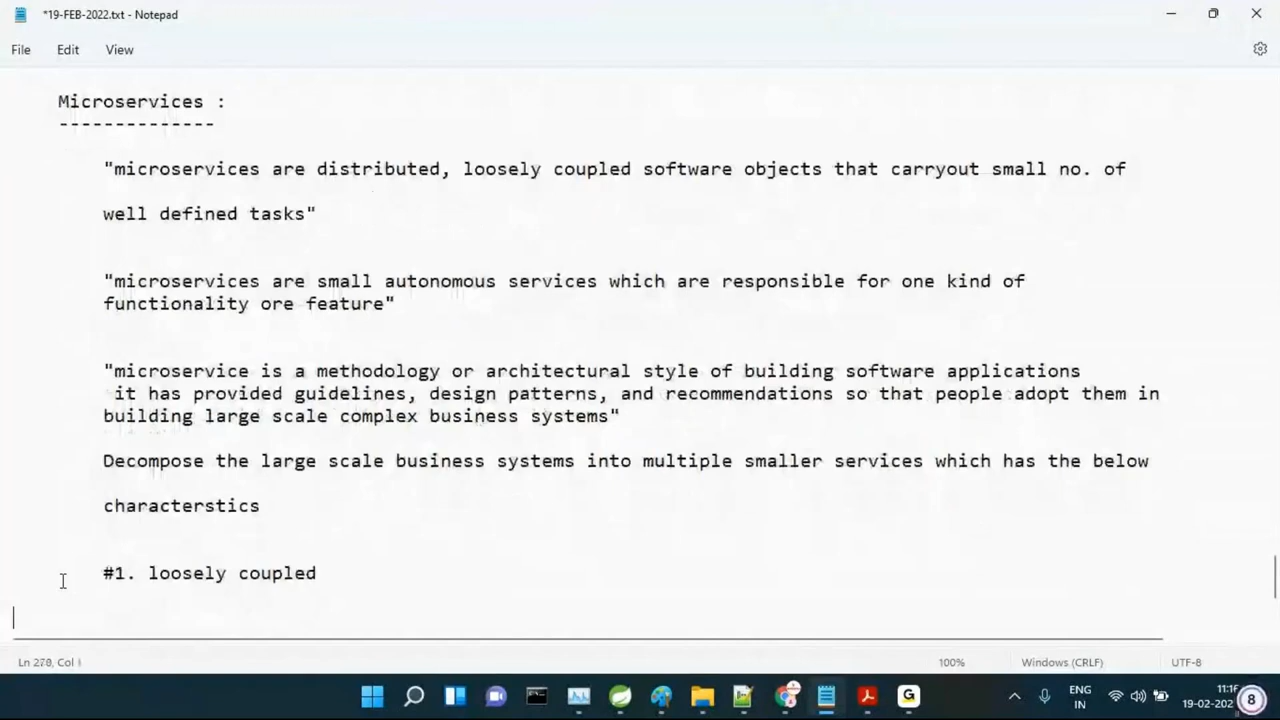 *19-FEB-2022.txt - Notepad
File Edit View
Microservices :
--------------
"microservices are distributed, loosely coupled software objects that carryout small no. of
well defined tasks"
"microservices are small autonomous services which are responsible for one kind of
functionality ore feature"
"microservice is a methodology or architectural style of building software applications
it has provided guidelines, design patterns, and recommendations so that people adopt them in
building large scale complex business systems"
Decompose the large scale business systems into multiple smaller services which has the below
characterstics
#1. loosely coupled
Ln 278, Col 100% Windows (CRLF) UTF-8
ENG
IN
8